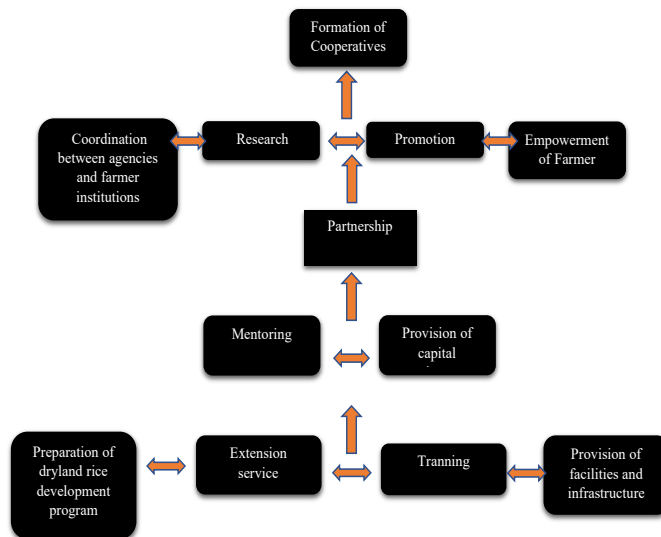 Formation of
Cooperatives
Coordination
between agencies
and farmer
institutions
Research
Promotion
Empowerment
of Farmer
Partnership
Mentoring
Provision of
capital
Preparation of
dryland rice
development
program
Extension
service
Tranning
Provision of
facilities and
infrastructure